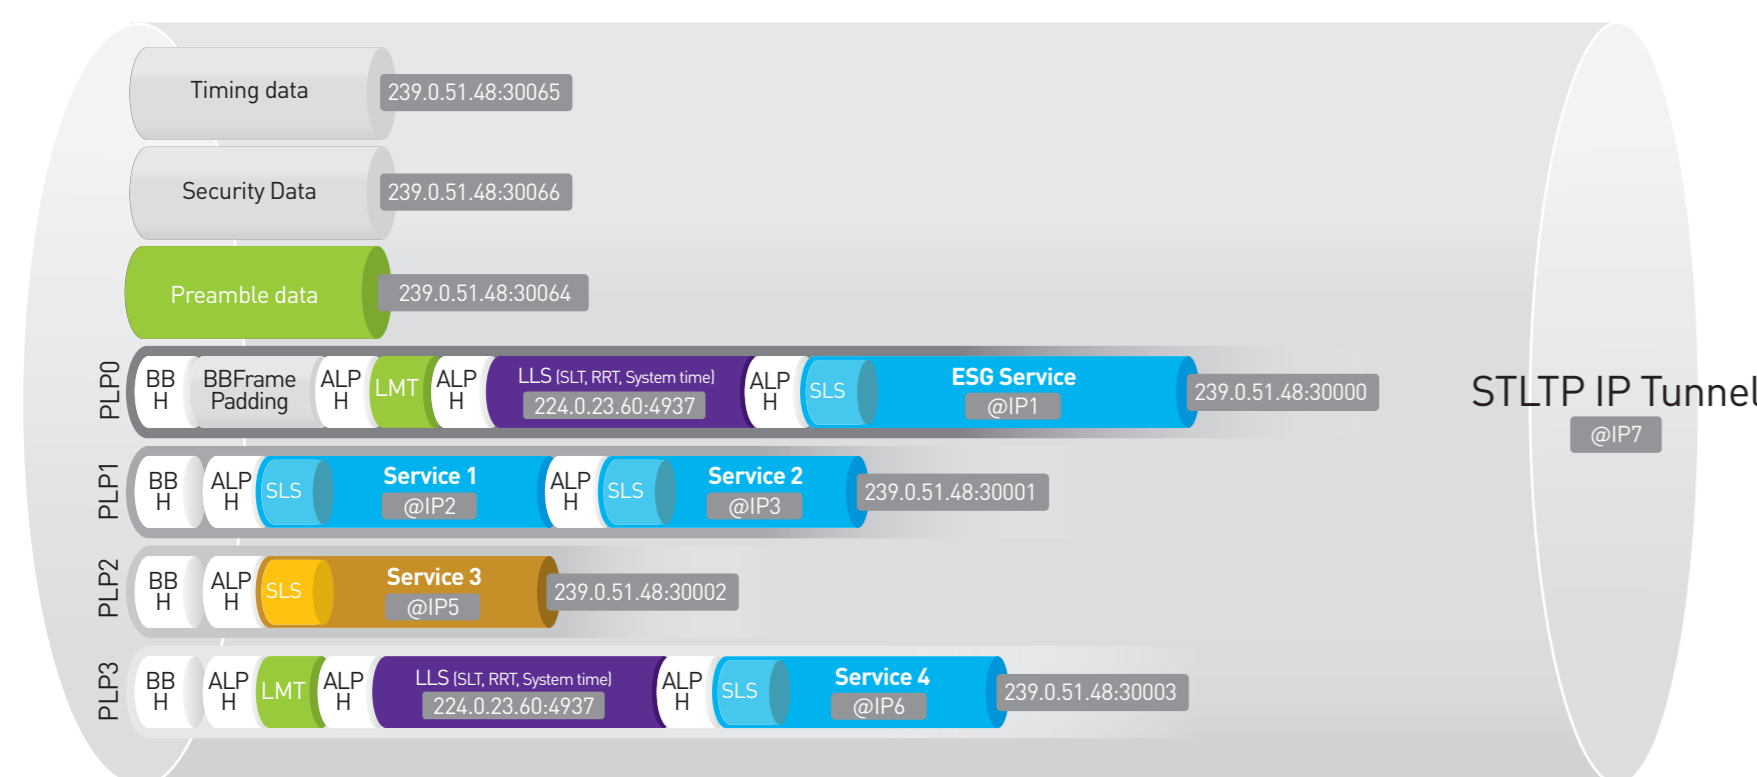 Timing data
239.0.51.48:30065
Security Data
239.0.51.48:30066
Preamble data
239.0.51.48:30064
PLP0
BB
H
BBFrame
Padding
ALP
H
LMT
ALP
H
LLS (SLT, RRT, System time)
224.0.23.60:4937
ALP
H
SLS
ESG Service
@IP1
239.0.51.48:30000
STLTP IP Tunnel
@IP7
PLP1
BB
H
ALP
H
SLS
Service 1
@IP2
ALP
H
SLS
Service 2
@IP3
239.0.51.48:30001
PLP2
BB
H
ALP
H
SLS
Service 3
@IP5
239.0.51.48:30002
PLP3
BB
H
ALP
H
LMT
ALP
H
LLS (SLT, RRT, System time)
224.0.23.60:4937
ALP
H
SLS
Service 4
@IP6
239.0.51.48:30003